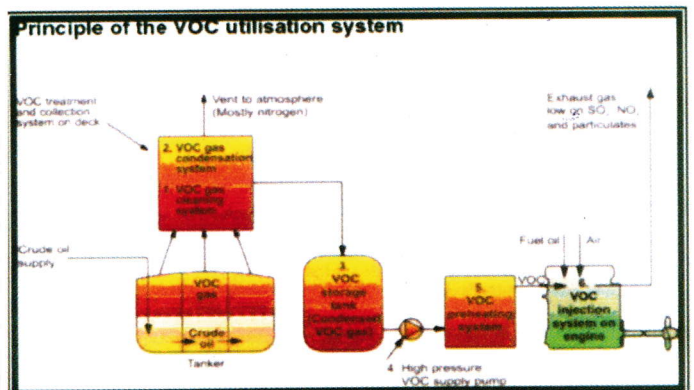 Principle of the VOC utilisation system
VOC treatment
and collection
system on deck
Vent to atmosphere
(Mostly nitrogen)
Exhaust gas
low on SO, NO,
and particulates
2. VOC gas
condensation
system
1. VOC gas
cleaning
system
Crude oil
supply
VOC
gas
Crude
oil
Tanker
3.
VOC
storage
tank
(Condensed
VOC gas)
4 High pressure
VOC supply pump
5.
VOC
preheating
system
VOC
Fuel oil
Air
6.
VOC
injection
system on
engine